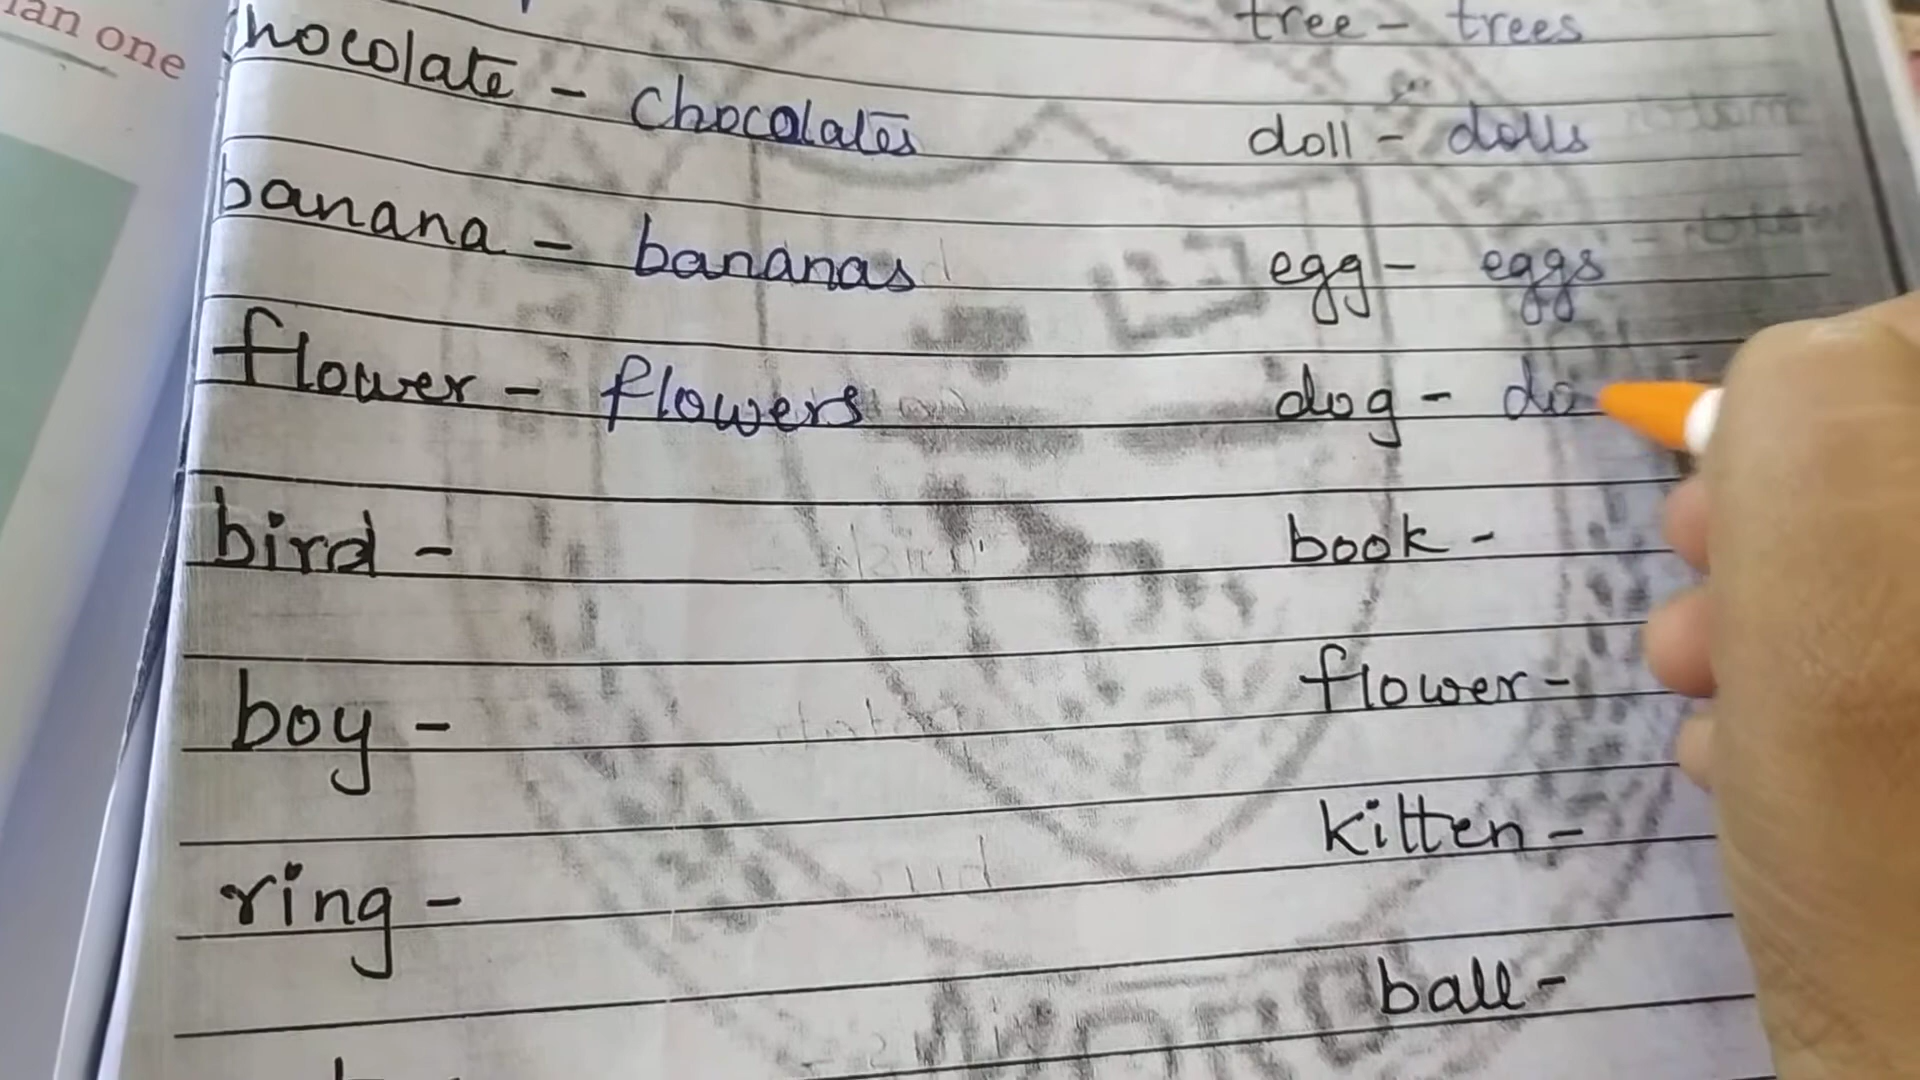 an one
tree - trees
hocolate - chocolates
doll - dolls
banana - bananas
egg - eggs
flower - flowers
dog - do
bird -
book -
boy -
flower -
kitten -
ring -
ball -